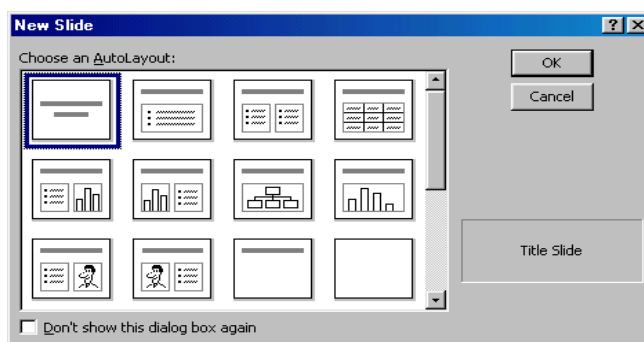 New Slide
Choose an AutoLayout:
OK
Cancel
Title Slide
Don't show this dialog box again